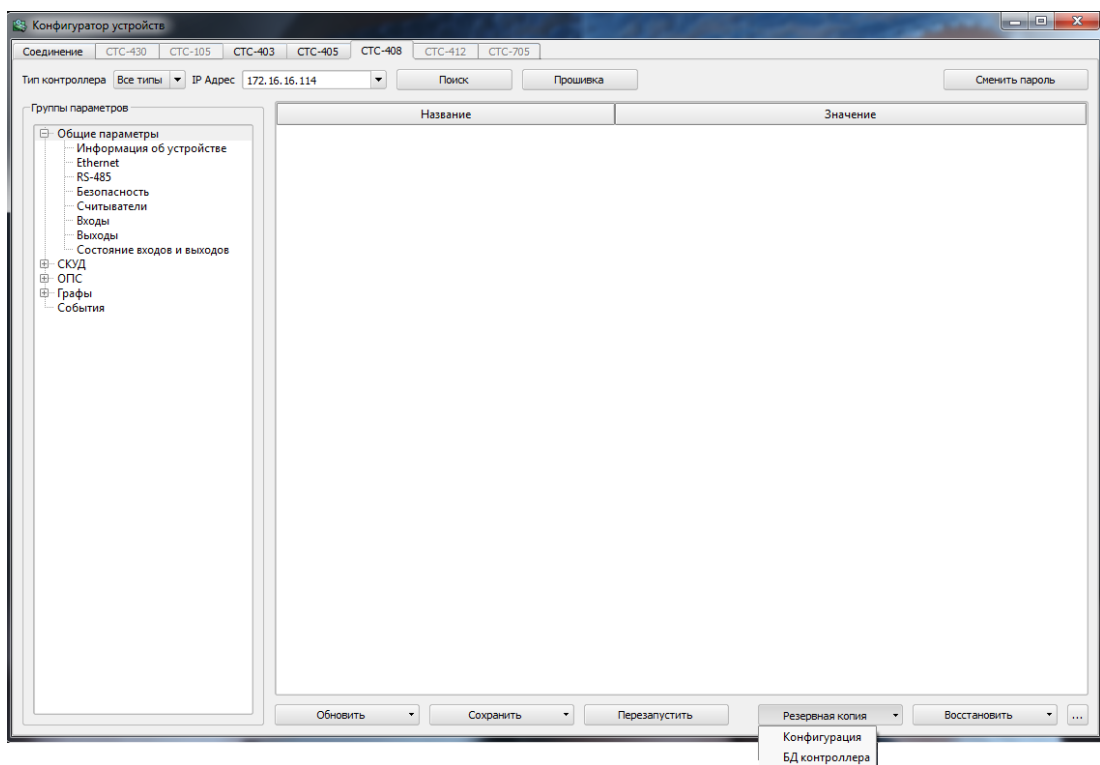 Конфигуратор устройств
Соединение СТС-430 СТС-105 СТС-403 СТС-405 СТС-408 СТС-412 СТС-705
Тип контроллера Все типы IP Адрес 172.16.16.114 Поиск Прошивка Сменить пароль
Группы параметров
Название Значение
Общие параметры
Информация об устройстве
Ethernet
RS-485
Безопасность
Считыватели
Входы
Выходы
Состояние входов и выходов
СКУД
ОПС
Графы
События
Обновить Сохранить Перезапустить Резервная копия Восстановить ...
Конфигурация
БД контроллера